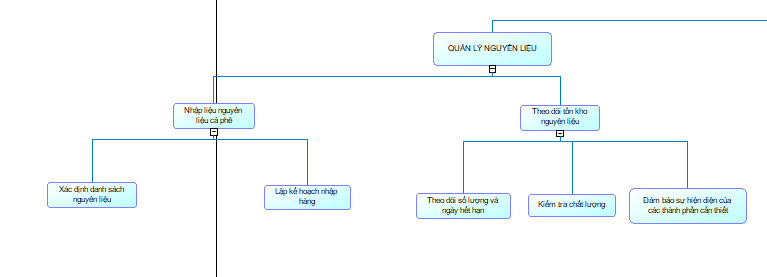 QUẢN LÝ NGUYÊN LIỆU
Nhập liệu nguyên
liệu cà phê
Theo dõi tồn kho
nguyên liệu
Xác định danh sách
nguyên liệu
Lập kế hoạch nhập
hàng
Theo dõi số lượng và
ngày hết hạn
Kiểm tra chất lượng
Đảm bảo sự hiện diện của
các thành phần cần thiết